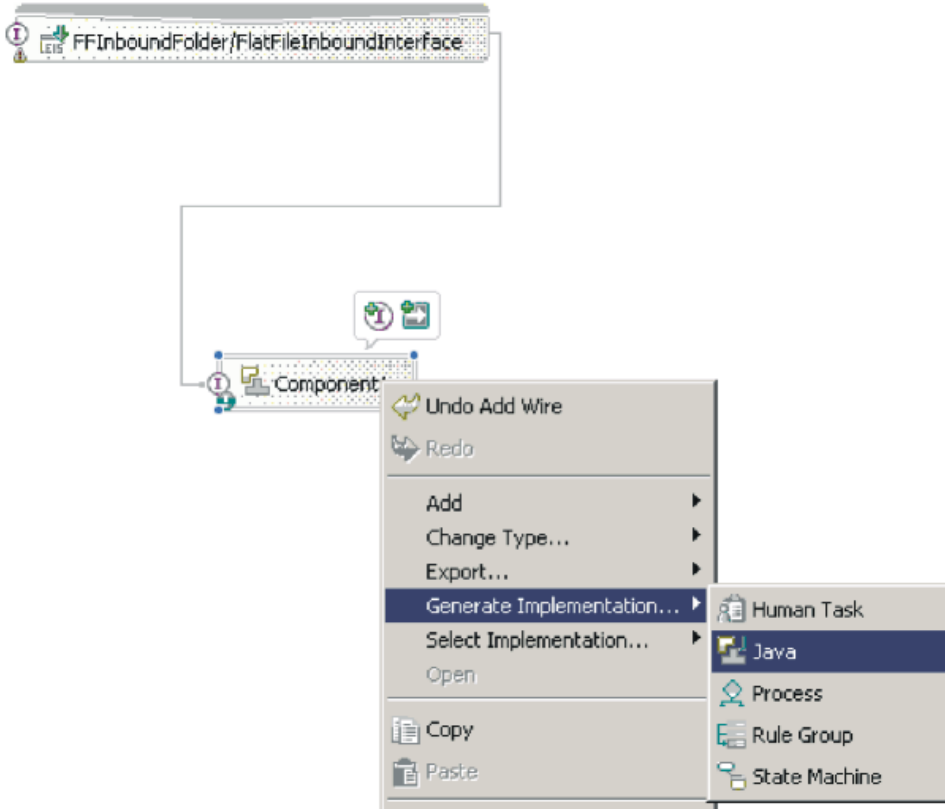 EIS FFInboundFolder/FlatFileInboundInterface
Component
Undo Add Wire
Redo
Add
Change Type...
Export...
Generate Implementation...
Select Implementation...
Open
Copy
Paste
Human Task
Java
Process
Rule Group
State Machine